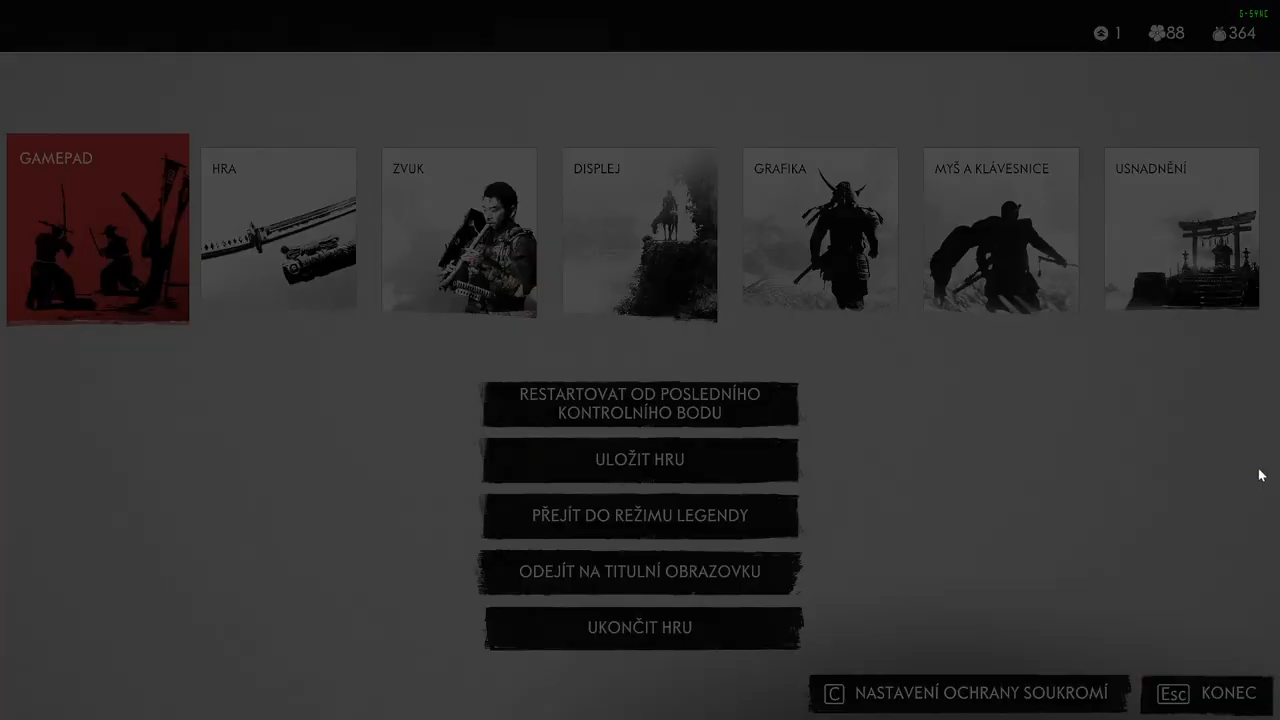 G-SYNC
1 88 364
GAMEPAD
HRA
ZVUK
DISPLEJ
GRAFIKA
MYŠ A KLÁVESNICE
USNADNĚNÍ
RESTARTOVAT OD POSLEDNÍHO
KONTROLNÍHO BODU
ULOŽIT HRU
PŘEJÍT DO REŽIMU LEGENDY
ODEJÍT NA TITULNÍ OBRAZOVKU
UKONČIT HRU
C NASTAVENÍ OCHRANY SOUKROMÍ
Esc KONEC